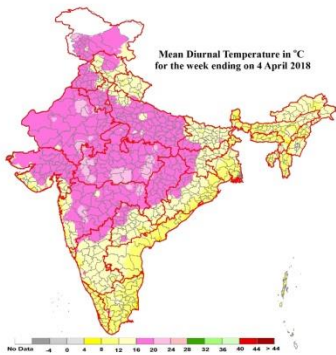 Mean Diurnal Temperature in °C
for the week ending on 4 April 2018
No Data -4 0 4 8 12 16 20 24 28 32 36 40 44 > 44